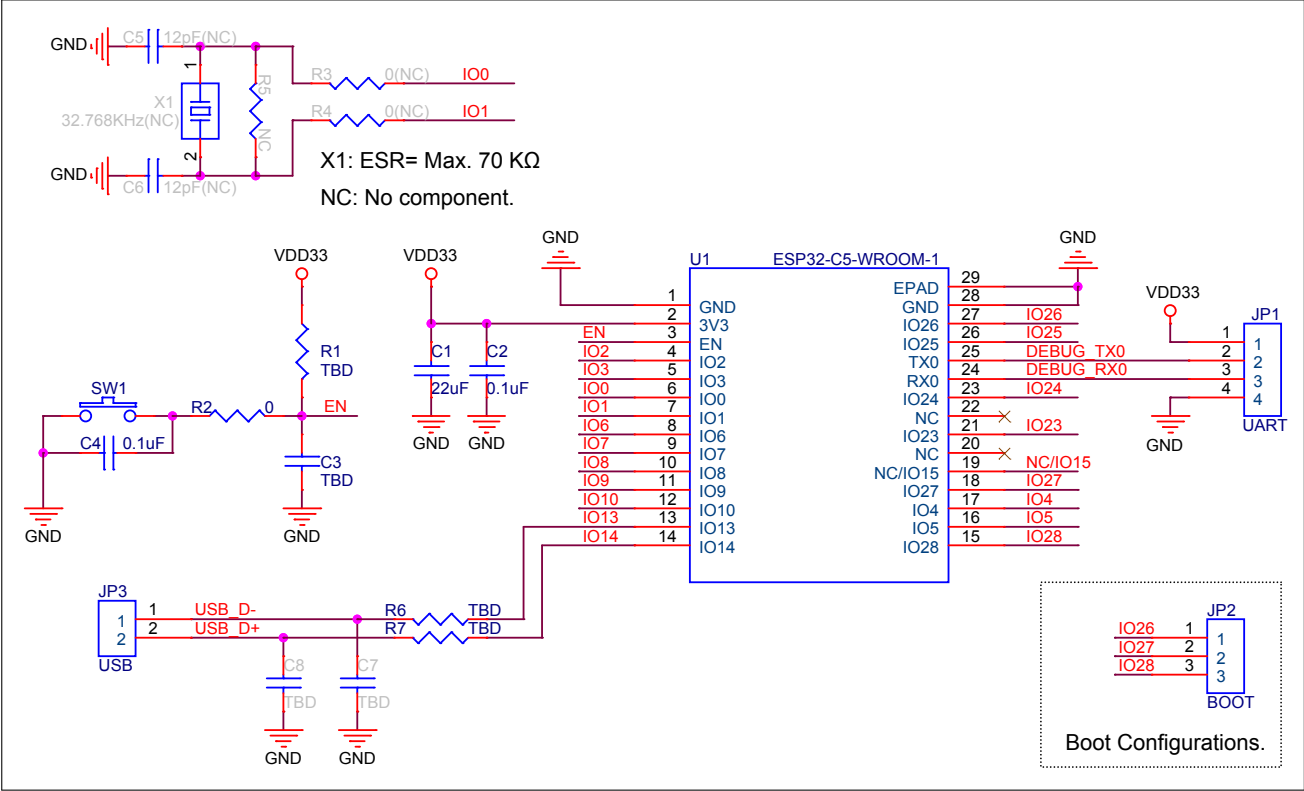 GND C5 12pF(NC)
1
R3 0(NC) IO0
X1
32.768KHz(NC)
R5
NC
R4 0(NC) IO1
2
GND C6 12pF(NC)
X1: ESR= Max. 70 KΩ
NC: No component.
VDD33
R1
TBD
SW1
R2 0 EN
C4 0.1uF
C3
TBD
GND
GND
VDD33
C1
22uF
C2
0.1uF
GND
GND
GND
GND
U1 ESP32-C5-WROOM-1
1 GND
2 3V3
EN 3 EN
IO2 4 IO2
IO3 5 IO3
IO0 6 IO0
IO1 7 IO1
IO6 8 IO6
IO7 9 IO7
IO8 10 IO8
IO9 11 IO9
IO10 12 IO10
IO13 13 IO13
IO14 14 IO14
EPAD 29
GND 28
IO26 27 IO26
IO25 26 IO25
TX0 25 DEBUG_TX0
RX0 24 DEBUG_RX0
IO24 23 IO24
NC 22
IO23 21 IO23
NC 20
NC/IO15 19 NC/IO15
IO27 18 IO27
IO4 17 IO4
IO5 16 IO5
IO28 15 IO28
VDD33
JP1
1 1
2 2
3 3
4 4
UART
GND
JP3
1 1 USB_D-
2 2 USB_D+
USB
R6 TBD
R7 TBD
C8
TBD
C7
TBD
GND
GND
JP2
IO26 1 1
IO27 2 2
IO28 3 3
BOOT
Boot Configurations.